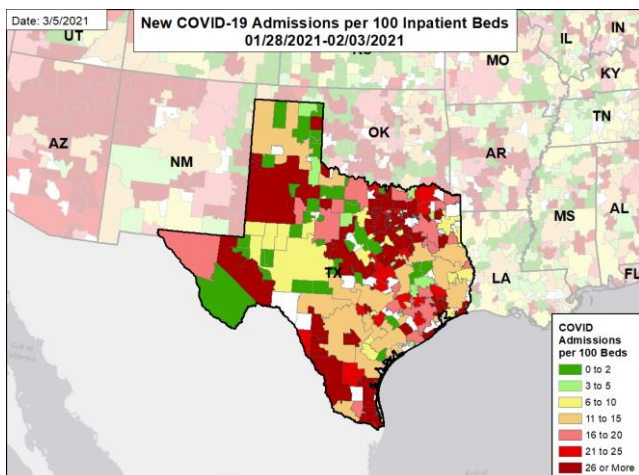 Date: 3/5/2021
New COVID-19 Admissions per 100 Inpatient Beds
01/28/2021-02/03/2021
UT
IL
IN
MO
KY
AZ
NM
OK
AR
TN
MS
AL
TX
LA
FL
Gulf of
COVID
Admissions
per 100 Beds
0 to 2
3 to 5
6 to 10
11 to 15
16 to 20
21 to 25
26 or More